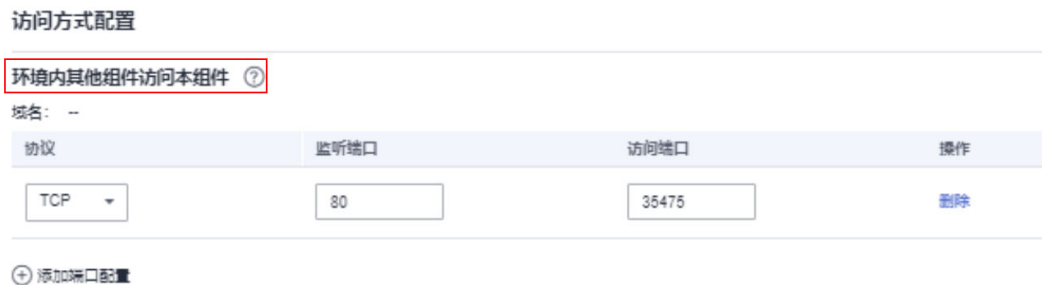 访问方式配置
环境内其他组件访问本组件 ?
域名： --
协议 监听端口 访问端口 操作
TCP 80 35475 删除
添加端口配置